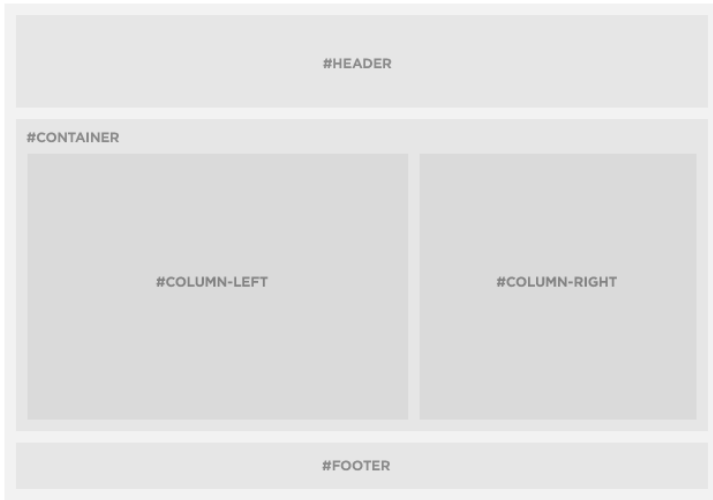 #HEADER
#CONTAINER
#COLUMN-LEFT
#COLUMN-RIGHT
#FOOTER